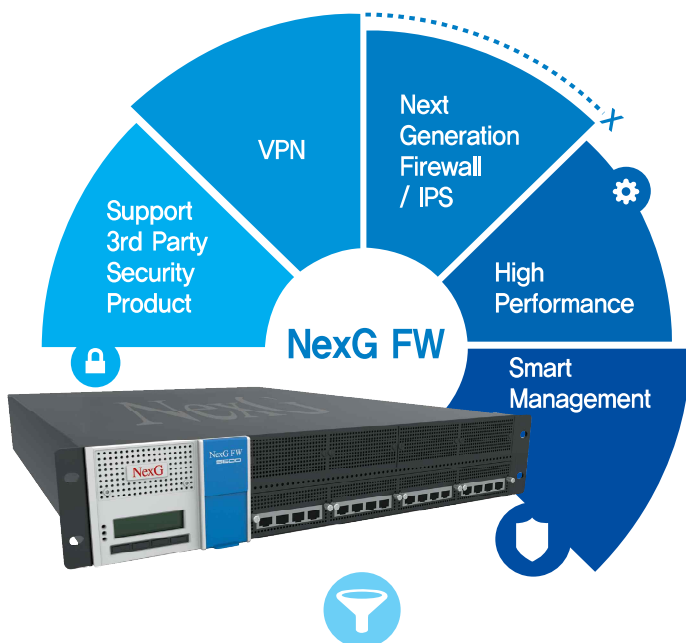 VPN
Next
Generation
Firewall
/ IPS
Support
3rd Party
Security
Product
High
Performance
NexG FW
Smart
Management
NexG
NexG
NexG FW